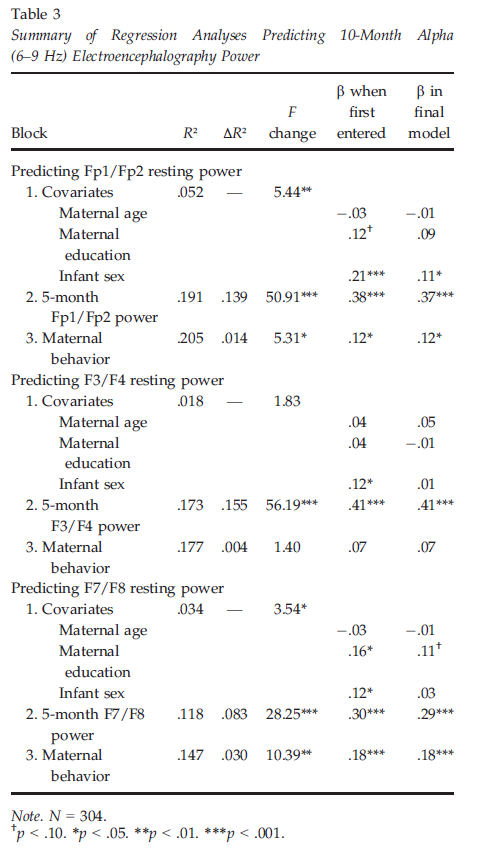 Table 3
Summary of Regression Analyses Predicting 10-Month Alpha
(6–9 Hz) Electroencephalography Power
β when β in
F first final
Block R² ΔR² change entered model
Predicting Fp1/Fp2 resting power
1. Covariates .052 — 5.44**
Maternal age −.03 −.01
Maternal .12† .09
education
Infant sex .21*** .11*
2. 5-month .191 .139 50.91*** .38*** .37***
Fp1/Fp2 power
3. Maternal .205 .014 5.31* .12* .12*
behavior
Predicting F3/F4 resting power
1. Covariates .018 — 1.83
Maternal age .04 .05
Maternal .04 −.01
education
Infant sex .12* .01
2. 5-month .173 .155 56.19*** .41*** .41***
F3/F4 power
3. Maternal .177 .004 1.40 .07 .07
behavior
Predicting F7/F8 resting power
1. Covariates .034 — 3.54*
Maternal age −.03 −.01
Maternal .16* .11†
education
Infant sex .12* .03
2. 5-month F7/F8 .118 .083 28.25*** .30*** .29***
power
3. Maternal .147 .030 10.39** .18*** .18***
behavior
Note. N = 304.
†p < .10. *p < .05. **p < .01. ***p < .001.